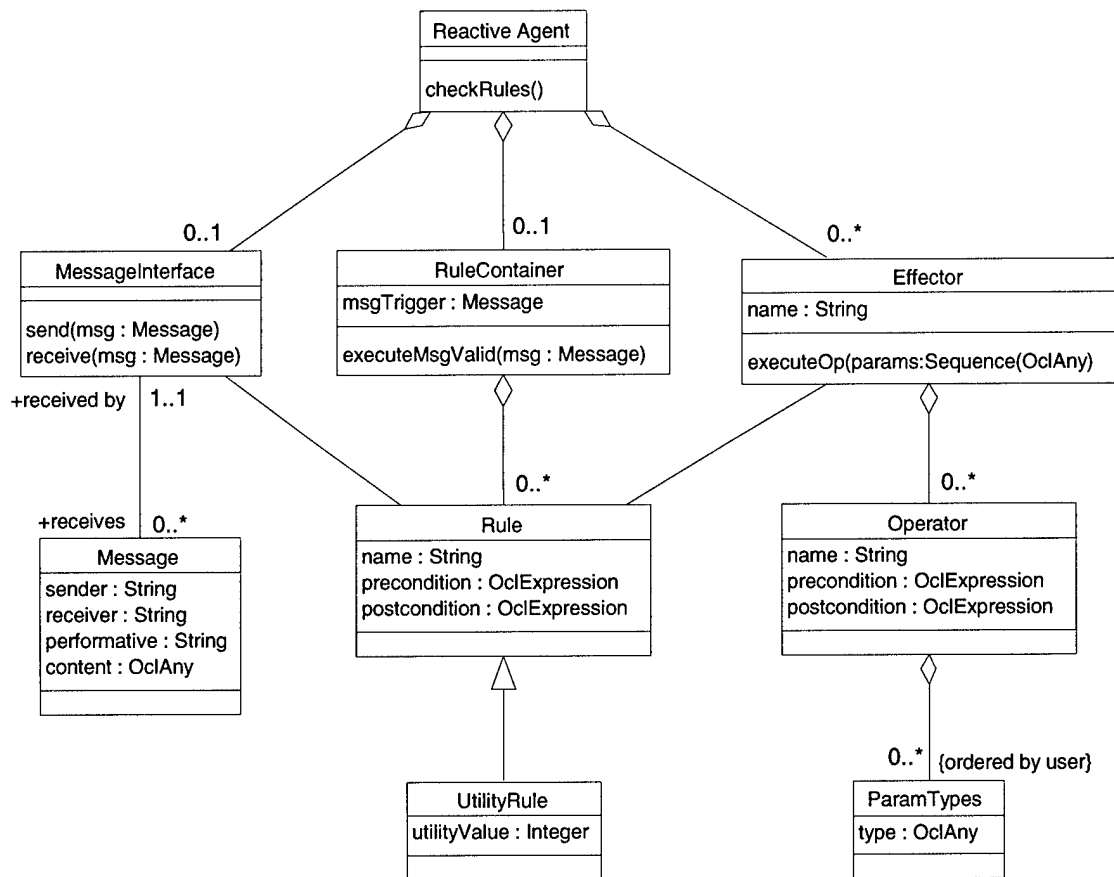 Reactive Agent
checkRules()
0..1
0..1
0..*
MessageInterface
send(msg : Message)
receive(msg : Message)
RuleContainer
msgTrigger : Message
executeMsgValid(msg : Message)
Effector
name : String
executeOp(params:Sequence(OclAny)
+received by
1..1
+receives
0..*
0..*
0..*
Message
sender : String
receiver : String
performative : String
content : OclAny
Rule
name : String
precondition : OclExpression
postcondition : OclExpression
Operator
name : String
precondition : OclExpression
postcondition : OclExpression
0..*
{ordered by user}
UtilityRule
utilityValue : Integer
ParamTypes
type : OclAny